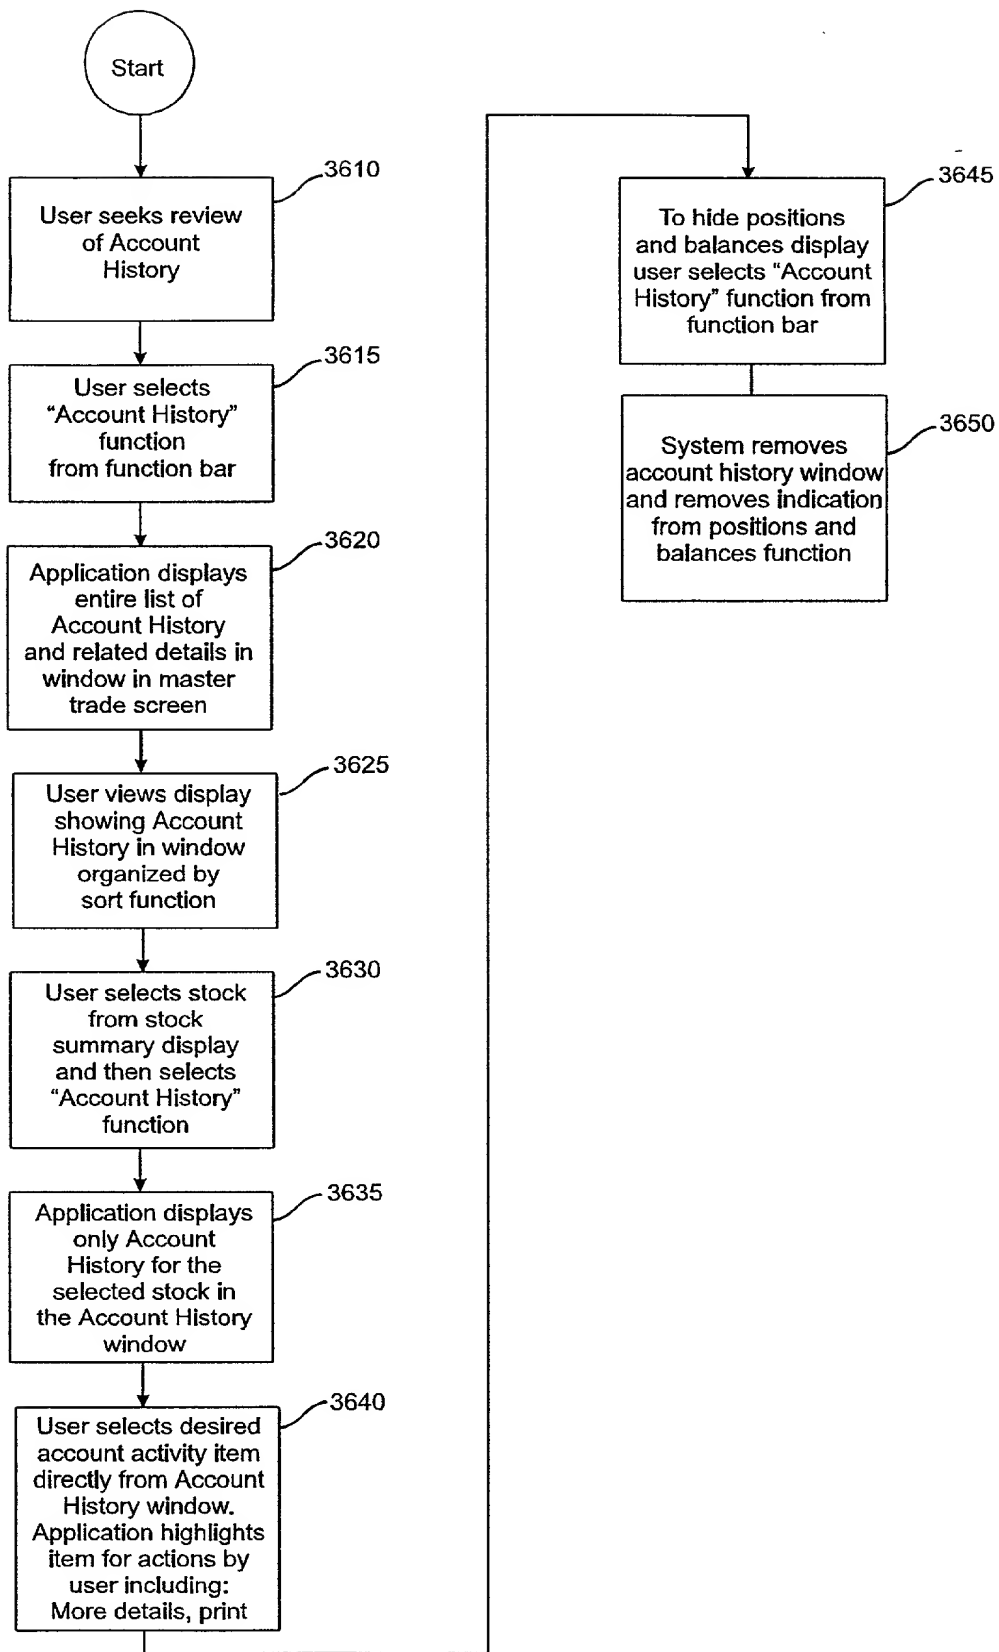 Start
3610
User seeks review
of Account
History
3615
User selects
“Account History”
function
from function bar
3620
Application displays
entire list of
Account History
and related details in
window in master
trade screen
3625
User views display
showing Account
History in window
organized by
sort function
3630
User selects stock
from stock
summary display
and then selects
“Account History”
function
3635
Application displays
only Account
History for the
selected stock in
the Account History
window
3640
User selects desired
account activity item
directly from Account
History window.
Application highlights
item for actions by
user including:
More details, print
3645
To hide positions
and balances display
user selects “Account
History” function from
function bar
3650
System removes
account history window
and removes indication
from positions and
balances function